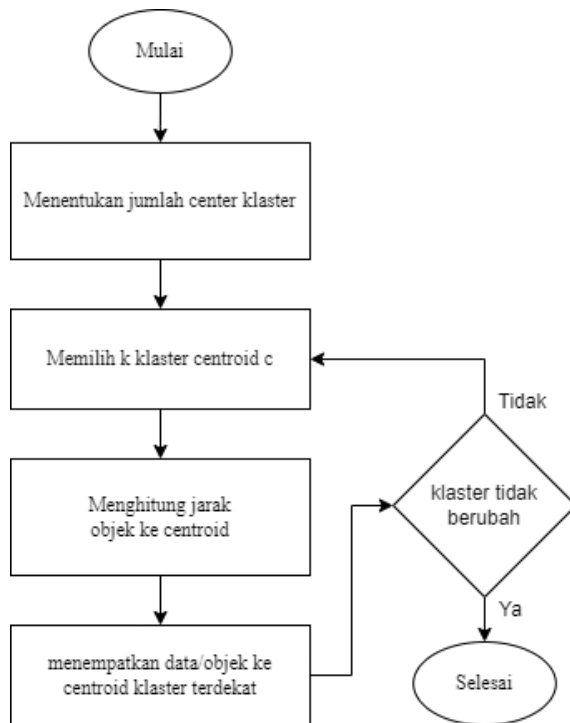 Mulai
Menentukan jumlah center klaster
Memilih k klaster centroid c
Menghitung jarak
objek ke centroid
menempatkan data/objek ke
centroid klaster terdekat
Tidak
klaster tidak
berubah
Ya
Selesai